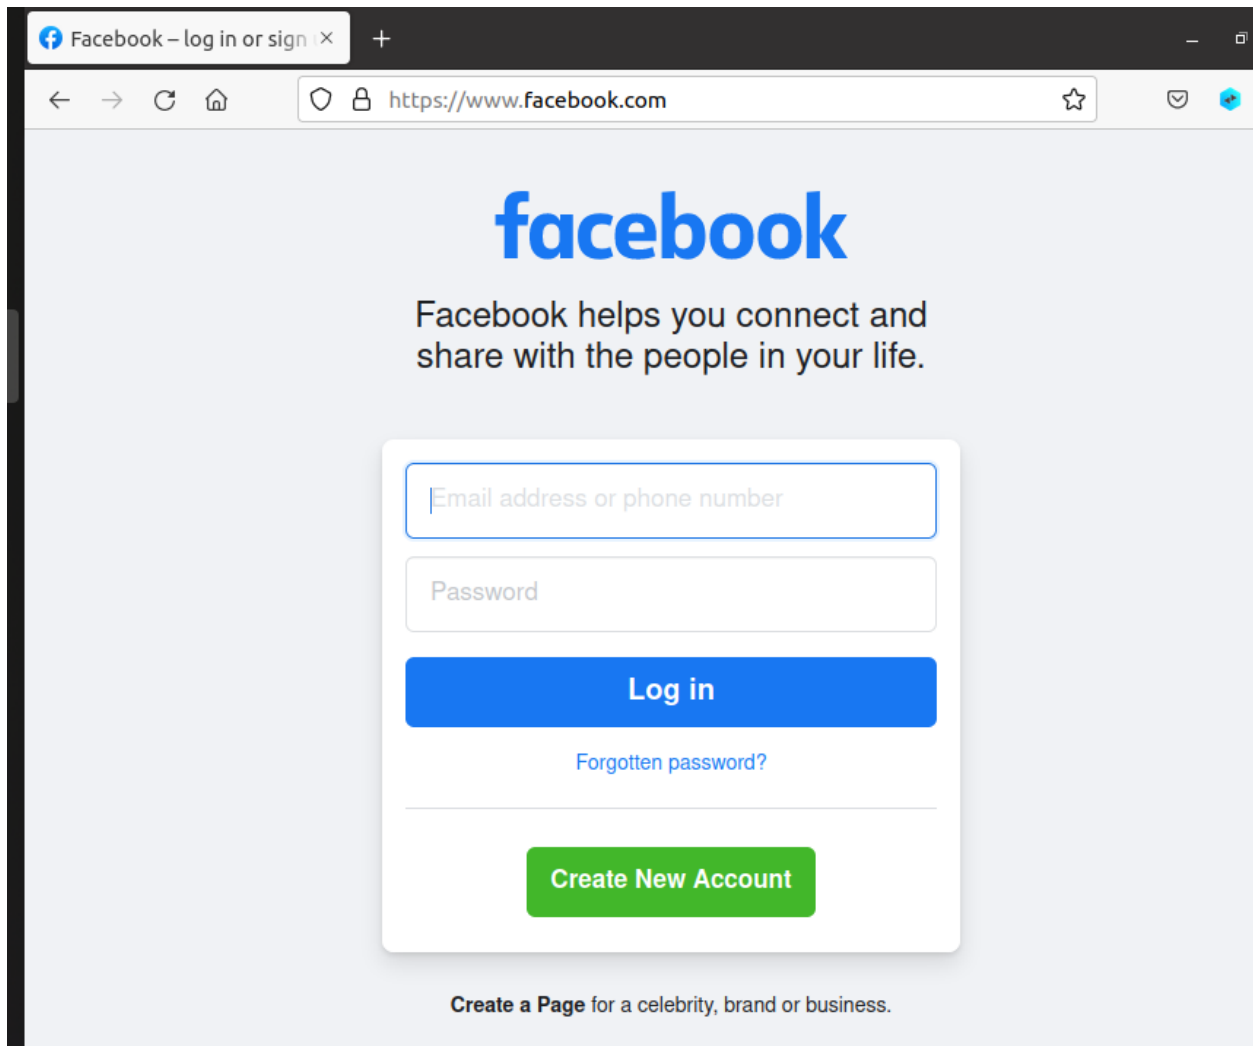 Facebook – log in or sign
https://www.facebook.com
facebook
Facebook helps you connect and
share with the people in your life.
Email address or phone number
Password
Log in
Forgotten password?
Create New Account
Create a Page for a celebrity, brand or business.